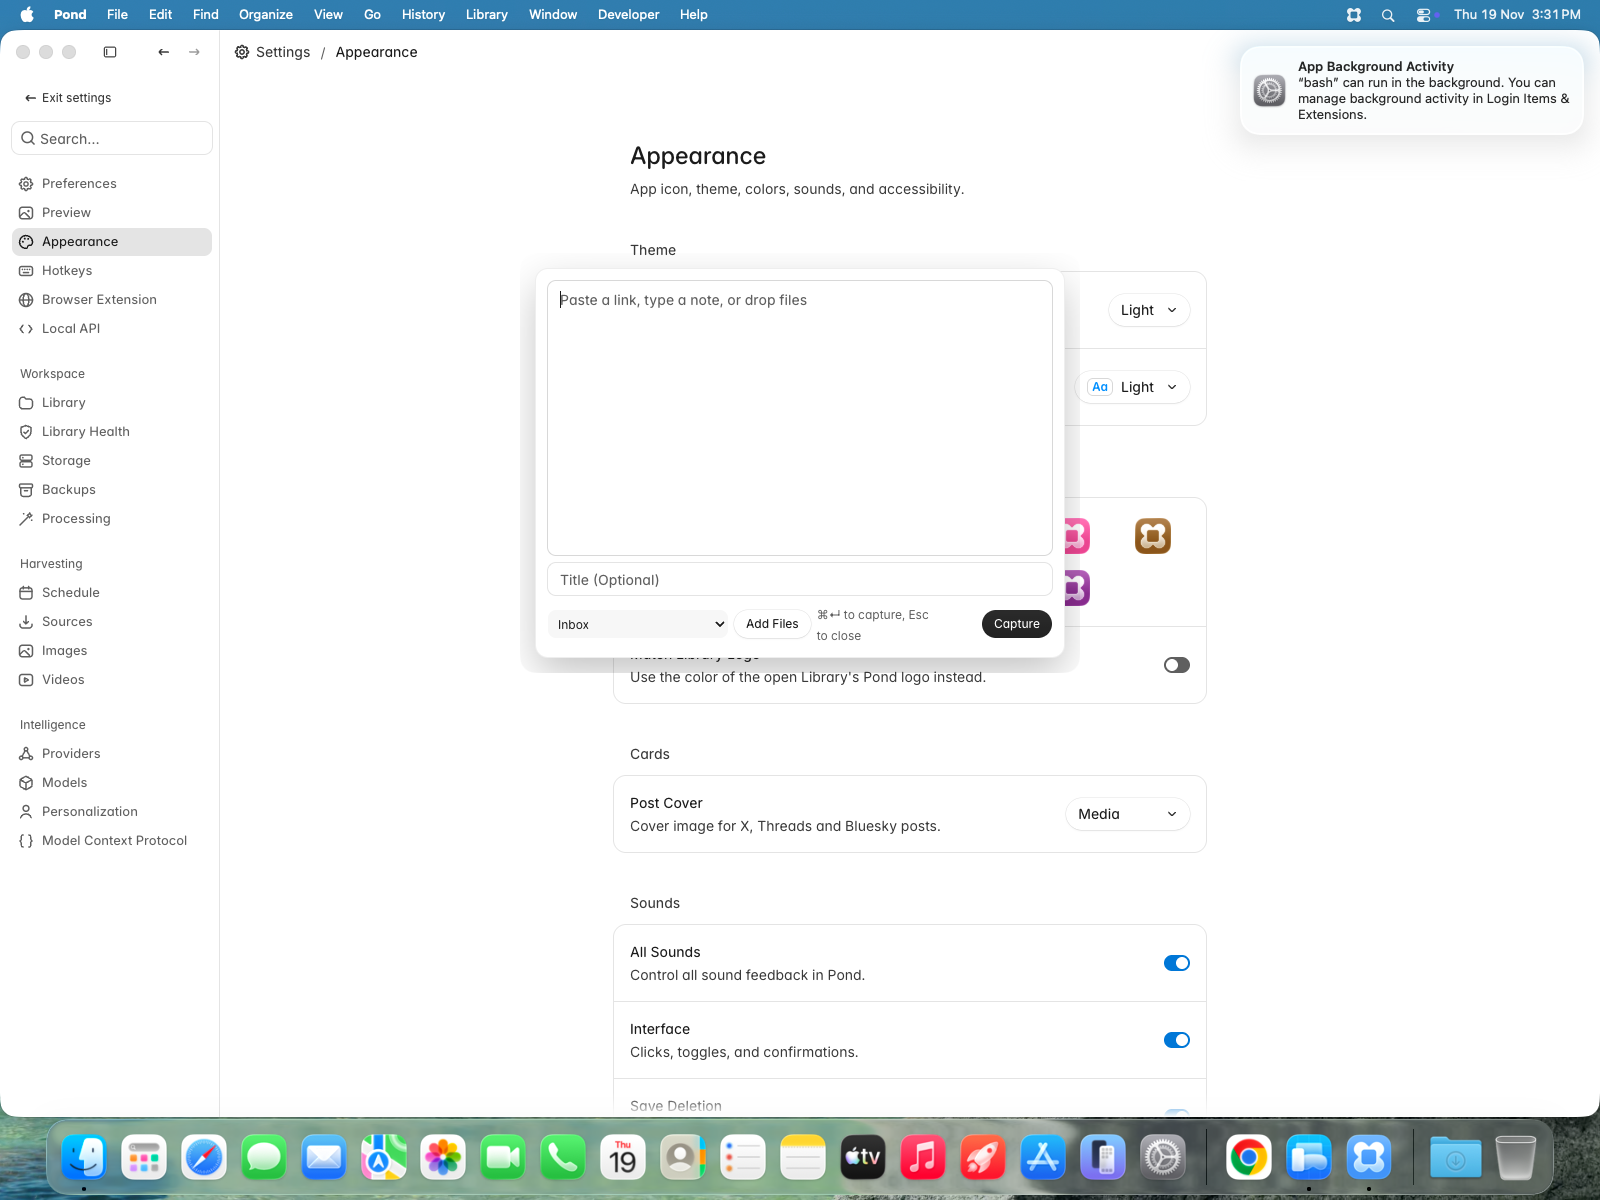 Pond File Edit Find Organize View Go History Library Window Developer Help Thu 19 Nov 3:31 PM
Settings / Appearance
App Background Activity
“bash” can run in the background. You can
manage background activity in Login Items &
Extensions.
Exit settings
Search...
Preferences
Preview
Appearance
Hotkeys
Browser Extension
Local API
Workspace
Library
Library Health
Storage
Backups
Processing
Harvesting
Schedule
Sources
Images
Videos
Intelligence
Providers
Models
Personalization
Model Context Protocol
Appearance
App icon, theme, colors, sounds, and accessibility.
Theme
Light
Aa Light
Paste a link, type a note, or drop files
Title (Optional)
Inbox
Add Files
⌘↵ to capture, Esc
to close
Capture
Use the color of the open Library's Pond logo instead.
Cards
Post Cover
Cover image for X, Threads and Bluesky posts.
Media
Sounds
All Sounds
Control all sound feedback in Pond.
Interface
Clicks, toggles, and confirmations.
Save Deletion
Thu
19
tv